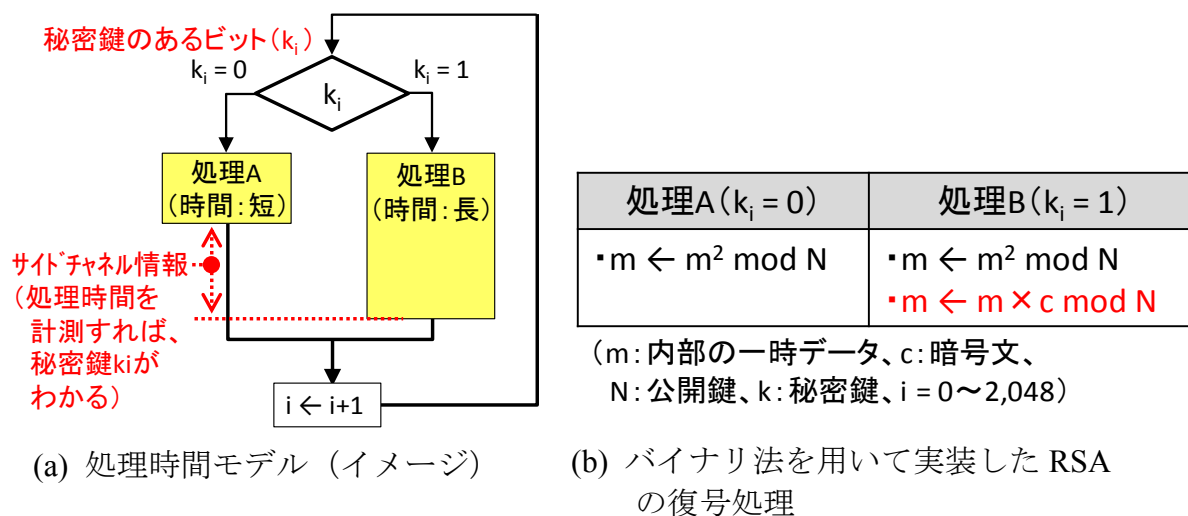 秘密鍵のあるビット(ki)
ki = 0
ki = 1
ki
処理A
(時間:短)
処理B
(時間:長)
サイドチャネル情報
(処理時間を
計測すれば、
秘密鍵kiが
わかる)
i ← i+1
(a) 処理時間モデル(イメージ)
処理A(ki = 0)
処理B(ki = 1)
・m ← m² mod N
・m ← m² mod N
・m ← m × c mod N
(m:内部の一時データ、c:暗号文、
N:公開鍵、k:秘密鍵、i = 0~2,048)
(b) バイナリ法を用いて実装した RSA
の復号処理